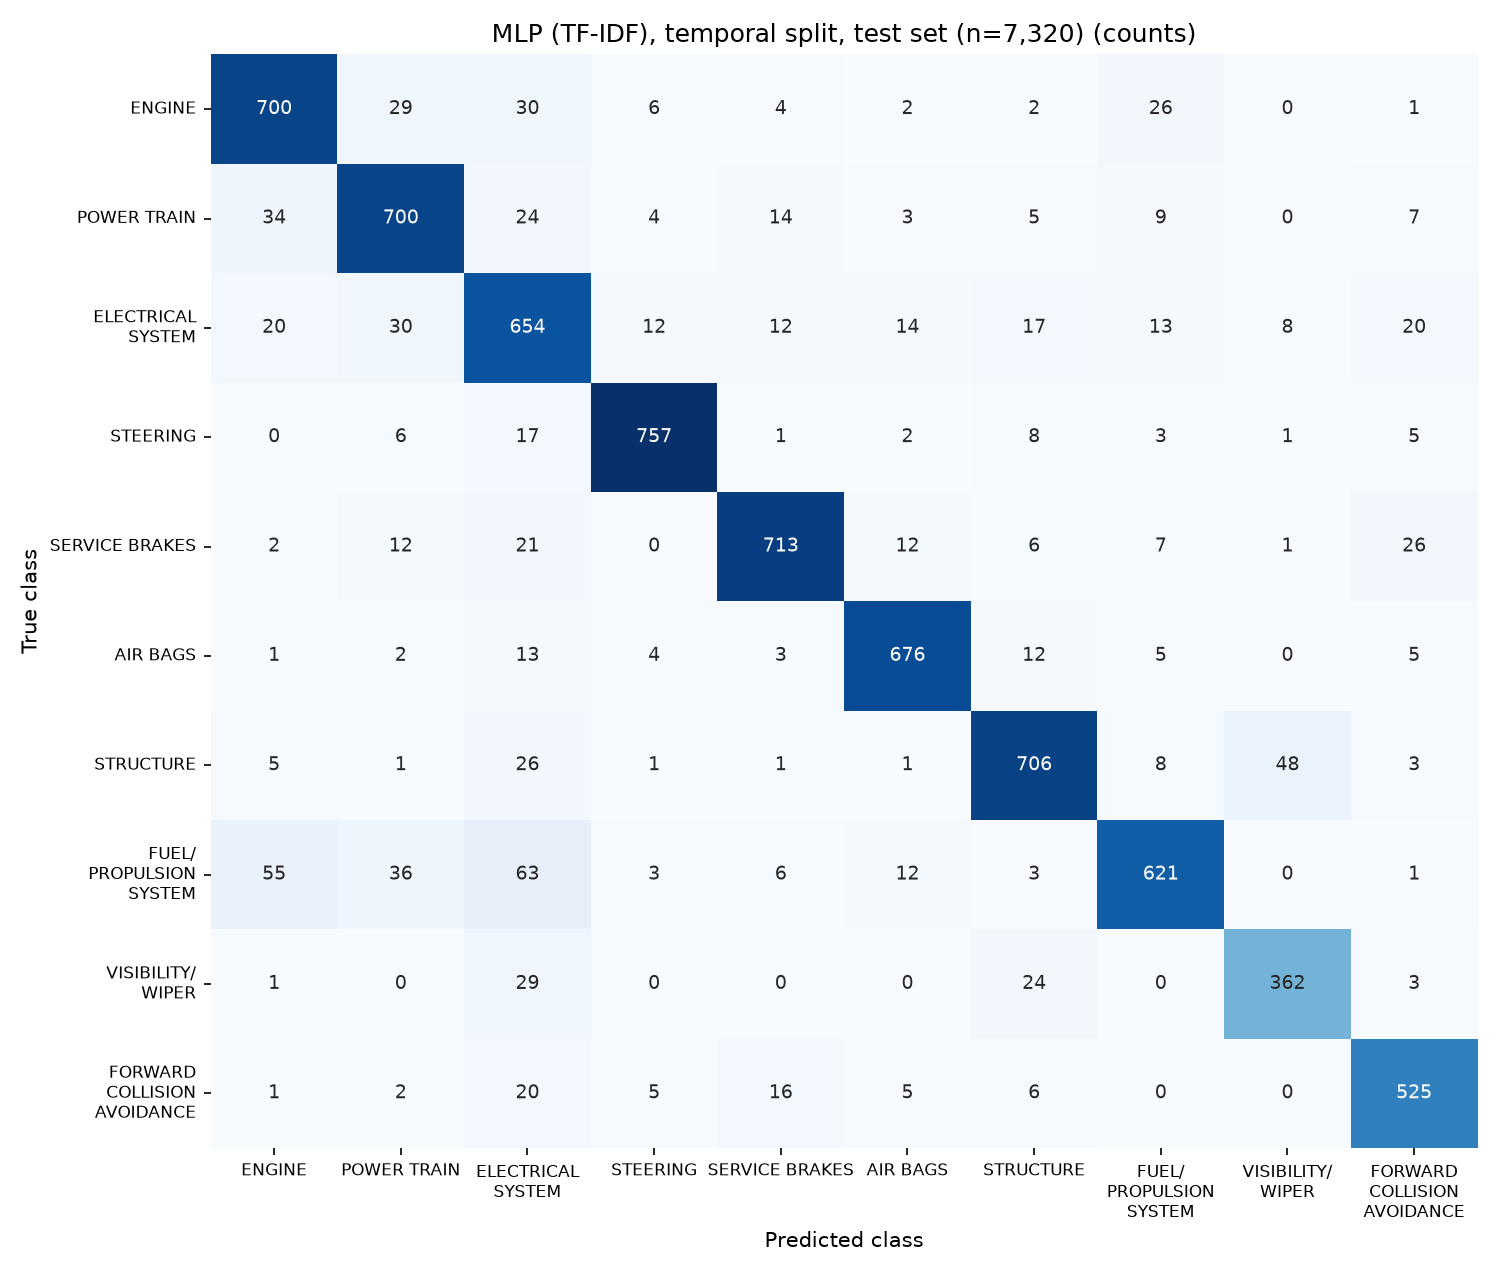 MLP (TF-IDF), temporal split, test set (n=7,320) (counts)
ENGINE 700 29 30 6 4 2 2 26 0 1
POWER TRAIN 34 700 24 4 14 3 5 9 0 7
ELECTRICAL
SYSTEM 20 30 654 12 12 14 17 13 8 20
STEERING 0 6 17 757 1 2 8 3 1 5
SERVICE BRAKES 2 12 21 0 713 12 6 7 1 26
AIR BAGS 1 2 13 4 3 676 12 5 0 5
STRUCTURE 5 1 26 1 1 1 706 8 48 3
FUEL/
PROPULSION
SYSTEM 55 36 63 3 6 12 3 621 0 1
VISIBILITY/
WIPER 1 0 29 0 0 0 24 0 362 3
FORWARD
COLLISION
AVOIDANCE 1 2 20 5 16 5 6 0 0 525
True class
ENGINE
POWER TRAIN
ELECTRICAL
SYSTEM
STEERING
SERVICE BRAKES
AIR BAGS
STRUCTURE
FUEL/
PROPULSION
SYSTEM
VISIBILITY/
WIPER
FORWARD
COLLISION
AVOIDANCE
Predicted class